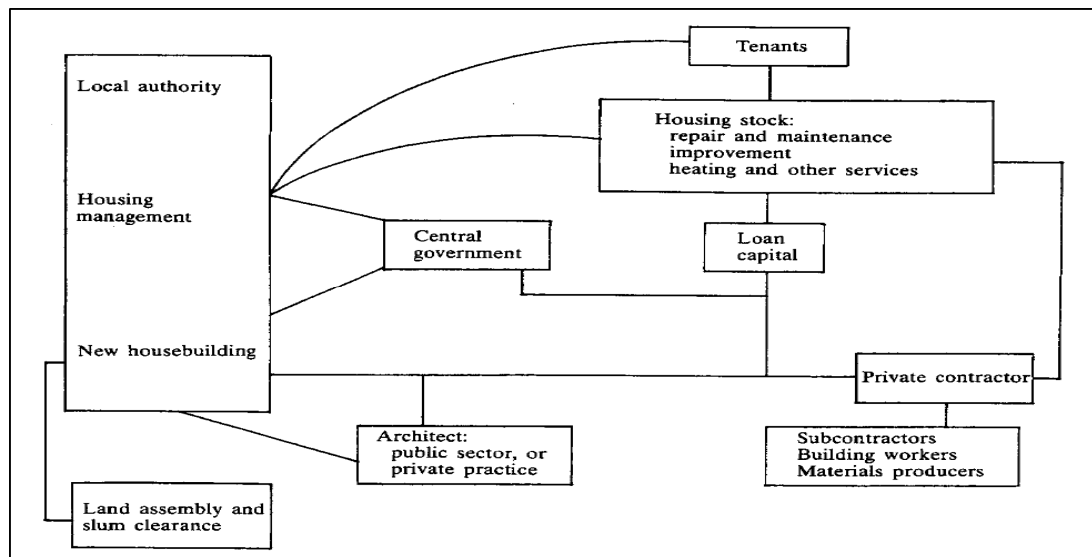 Tenants
Local authority
Housing stock:
repair and maintenance
improvement
heating and other services
Housing
management
Central
government
Loan
capital
New housebuilding
Private contractor
Architect:
public sector, or
private practice
Subcontractors
Building workers
Materials producers
Land assembly and
slum clearance